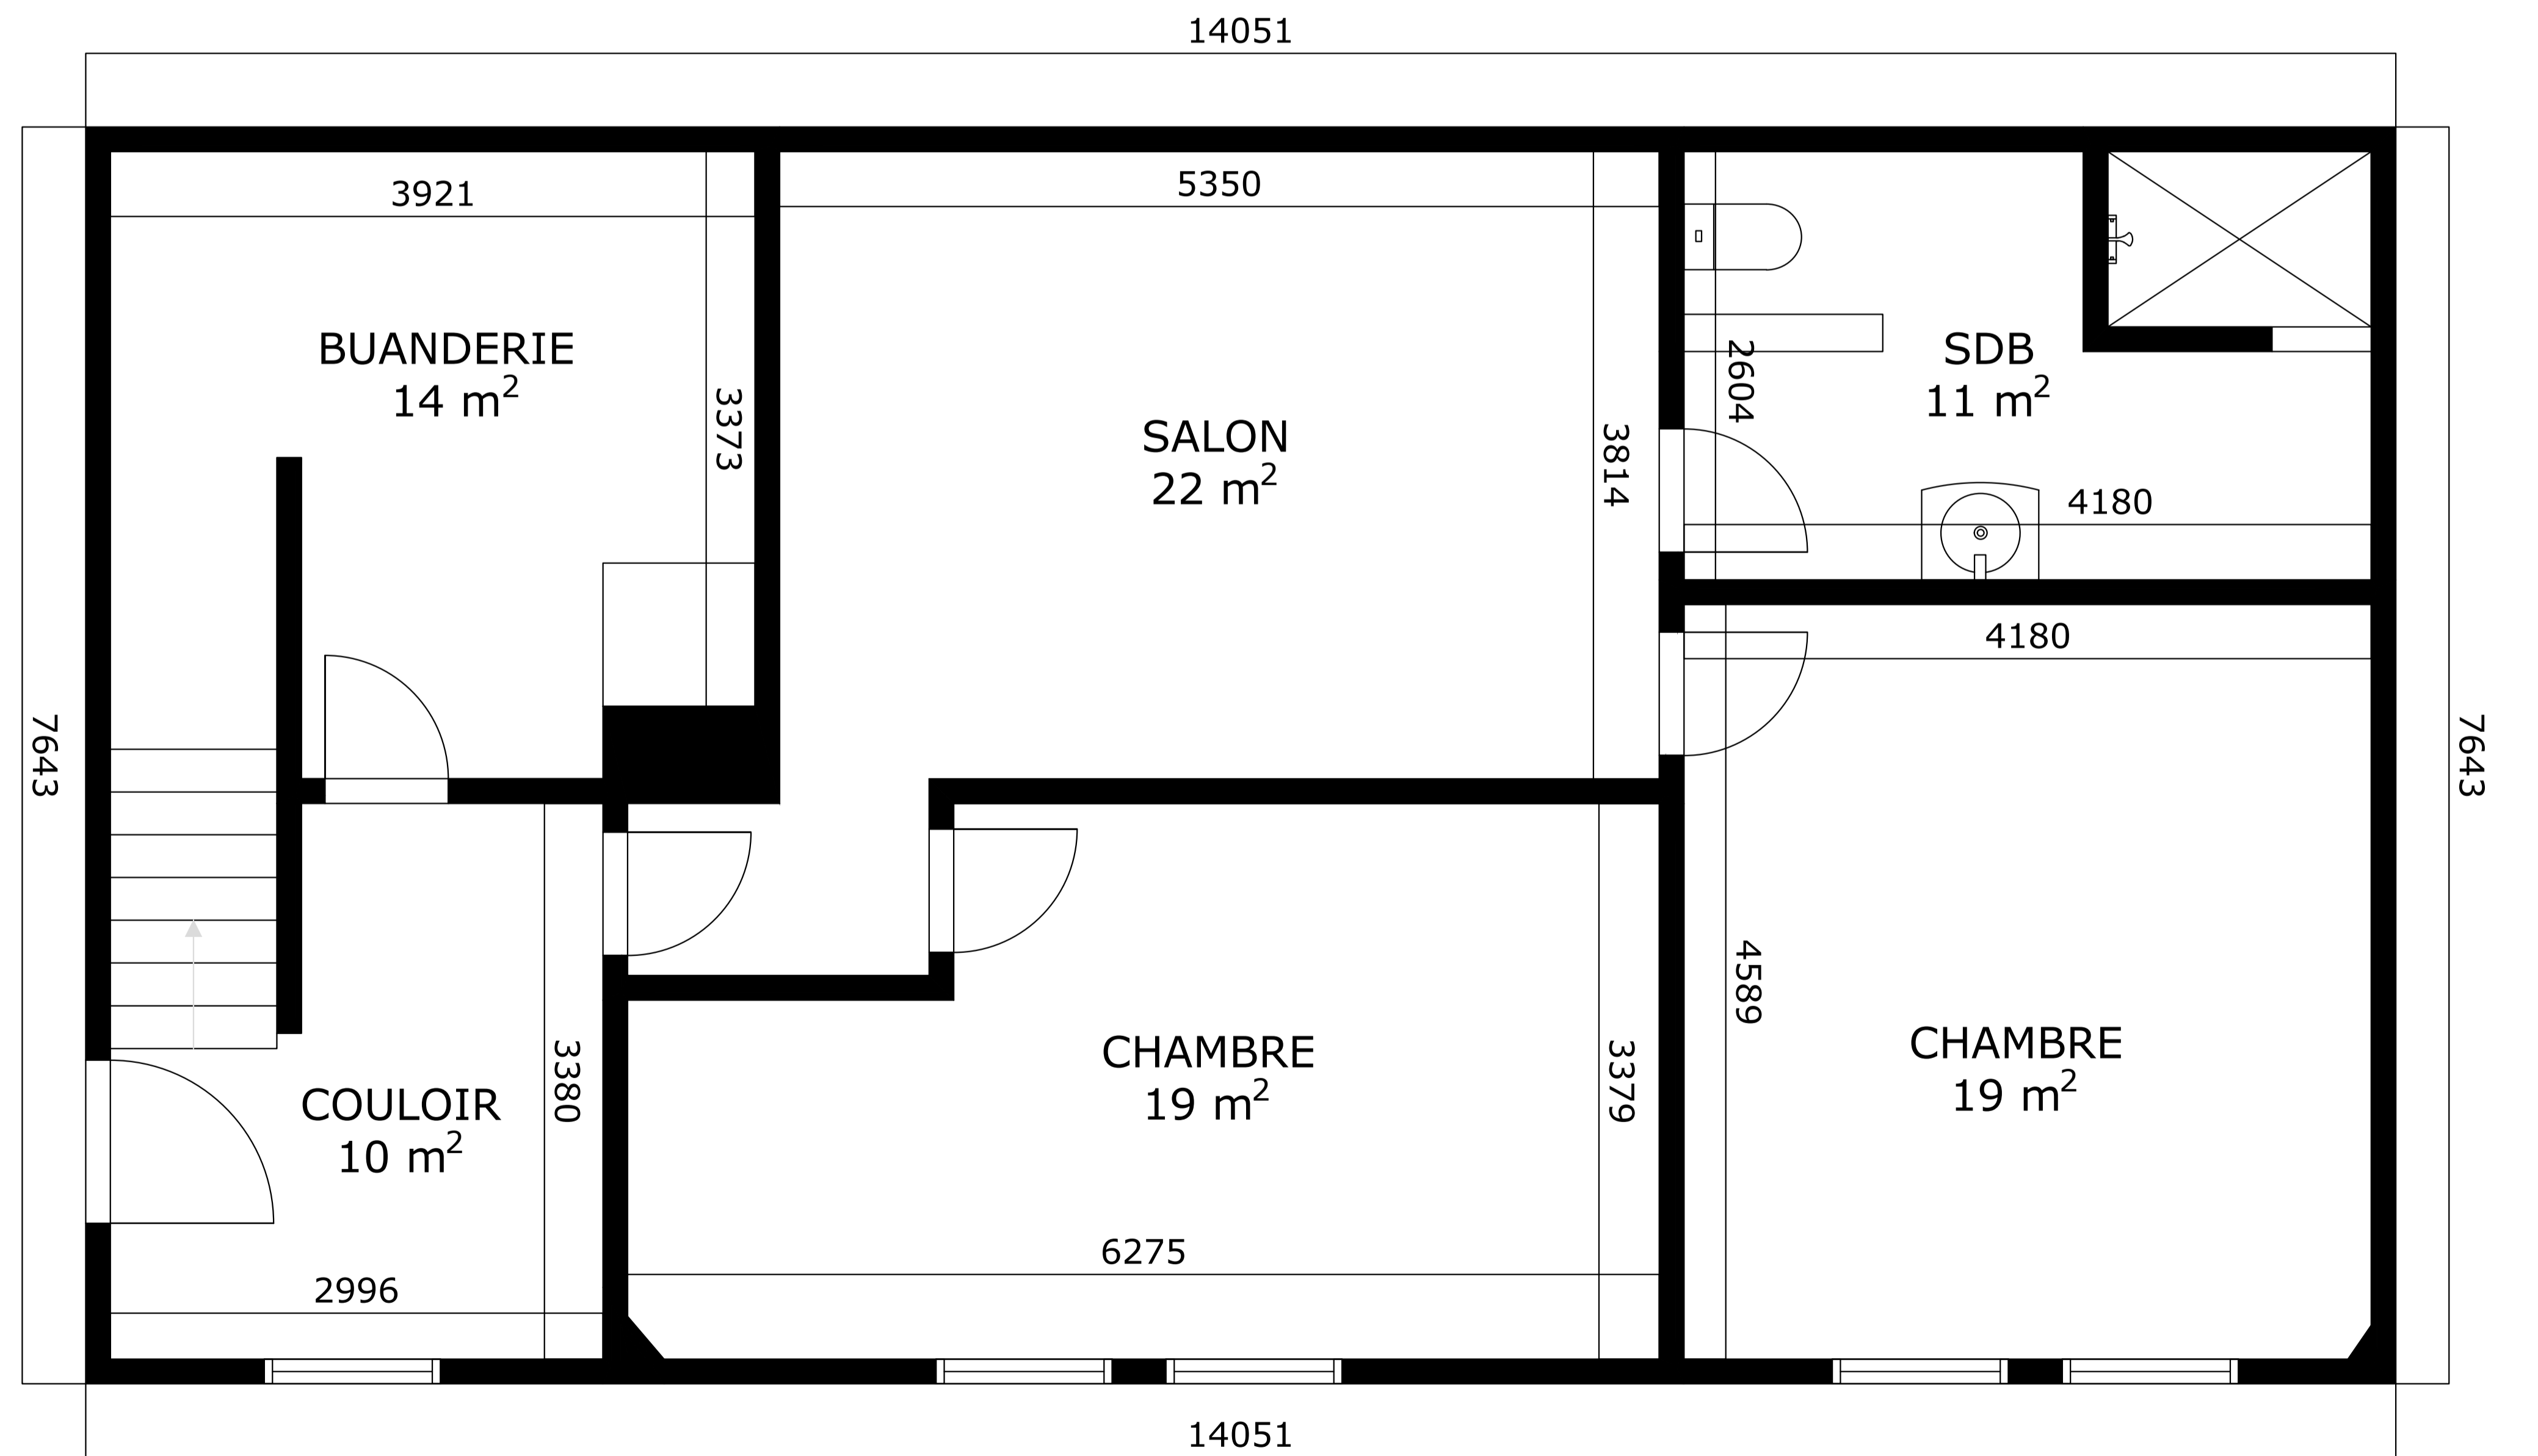 14051
3921
5350
BUANDERIE
14 m²
3373
SALON
22 m²
3814
2604
SDB
11 m²
4180
4180
7643
7643
4589
CHAMBRE
19 m²
CHAMBRE
19 m²
3379
3380
COULOIR
10 m²
6275
2996
14051